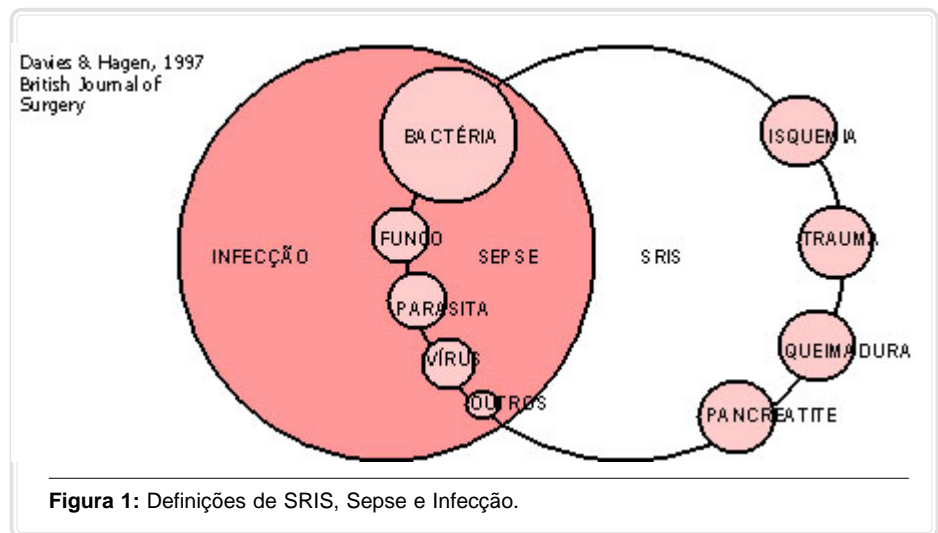 Davies & Hagen, 1997
British Journal of
Surgery
BACTÉRIA
ISQUEMIA
FUNGO
TRAUMA
INFECÇÃO
SEPSE
SRIS
PARASITA
VÍRUS
QUEIMADURA
OUTROS
PANCREATITE
Figura 1: Definições de SRIS, Sepse e Infecção.